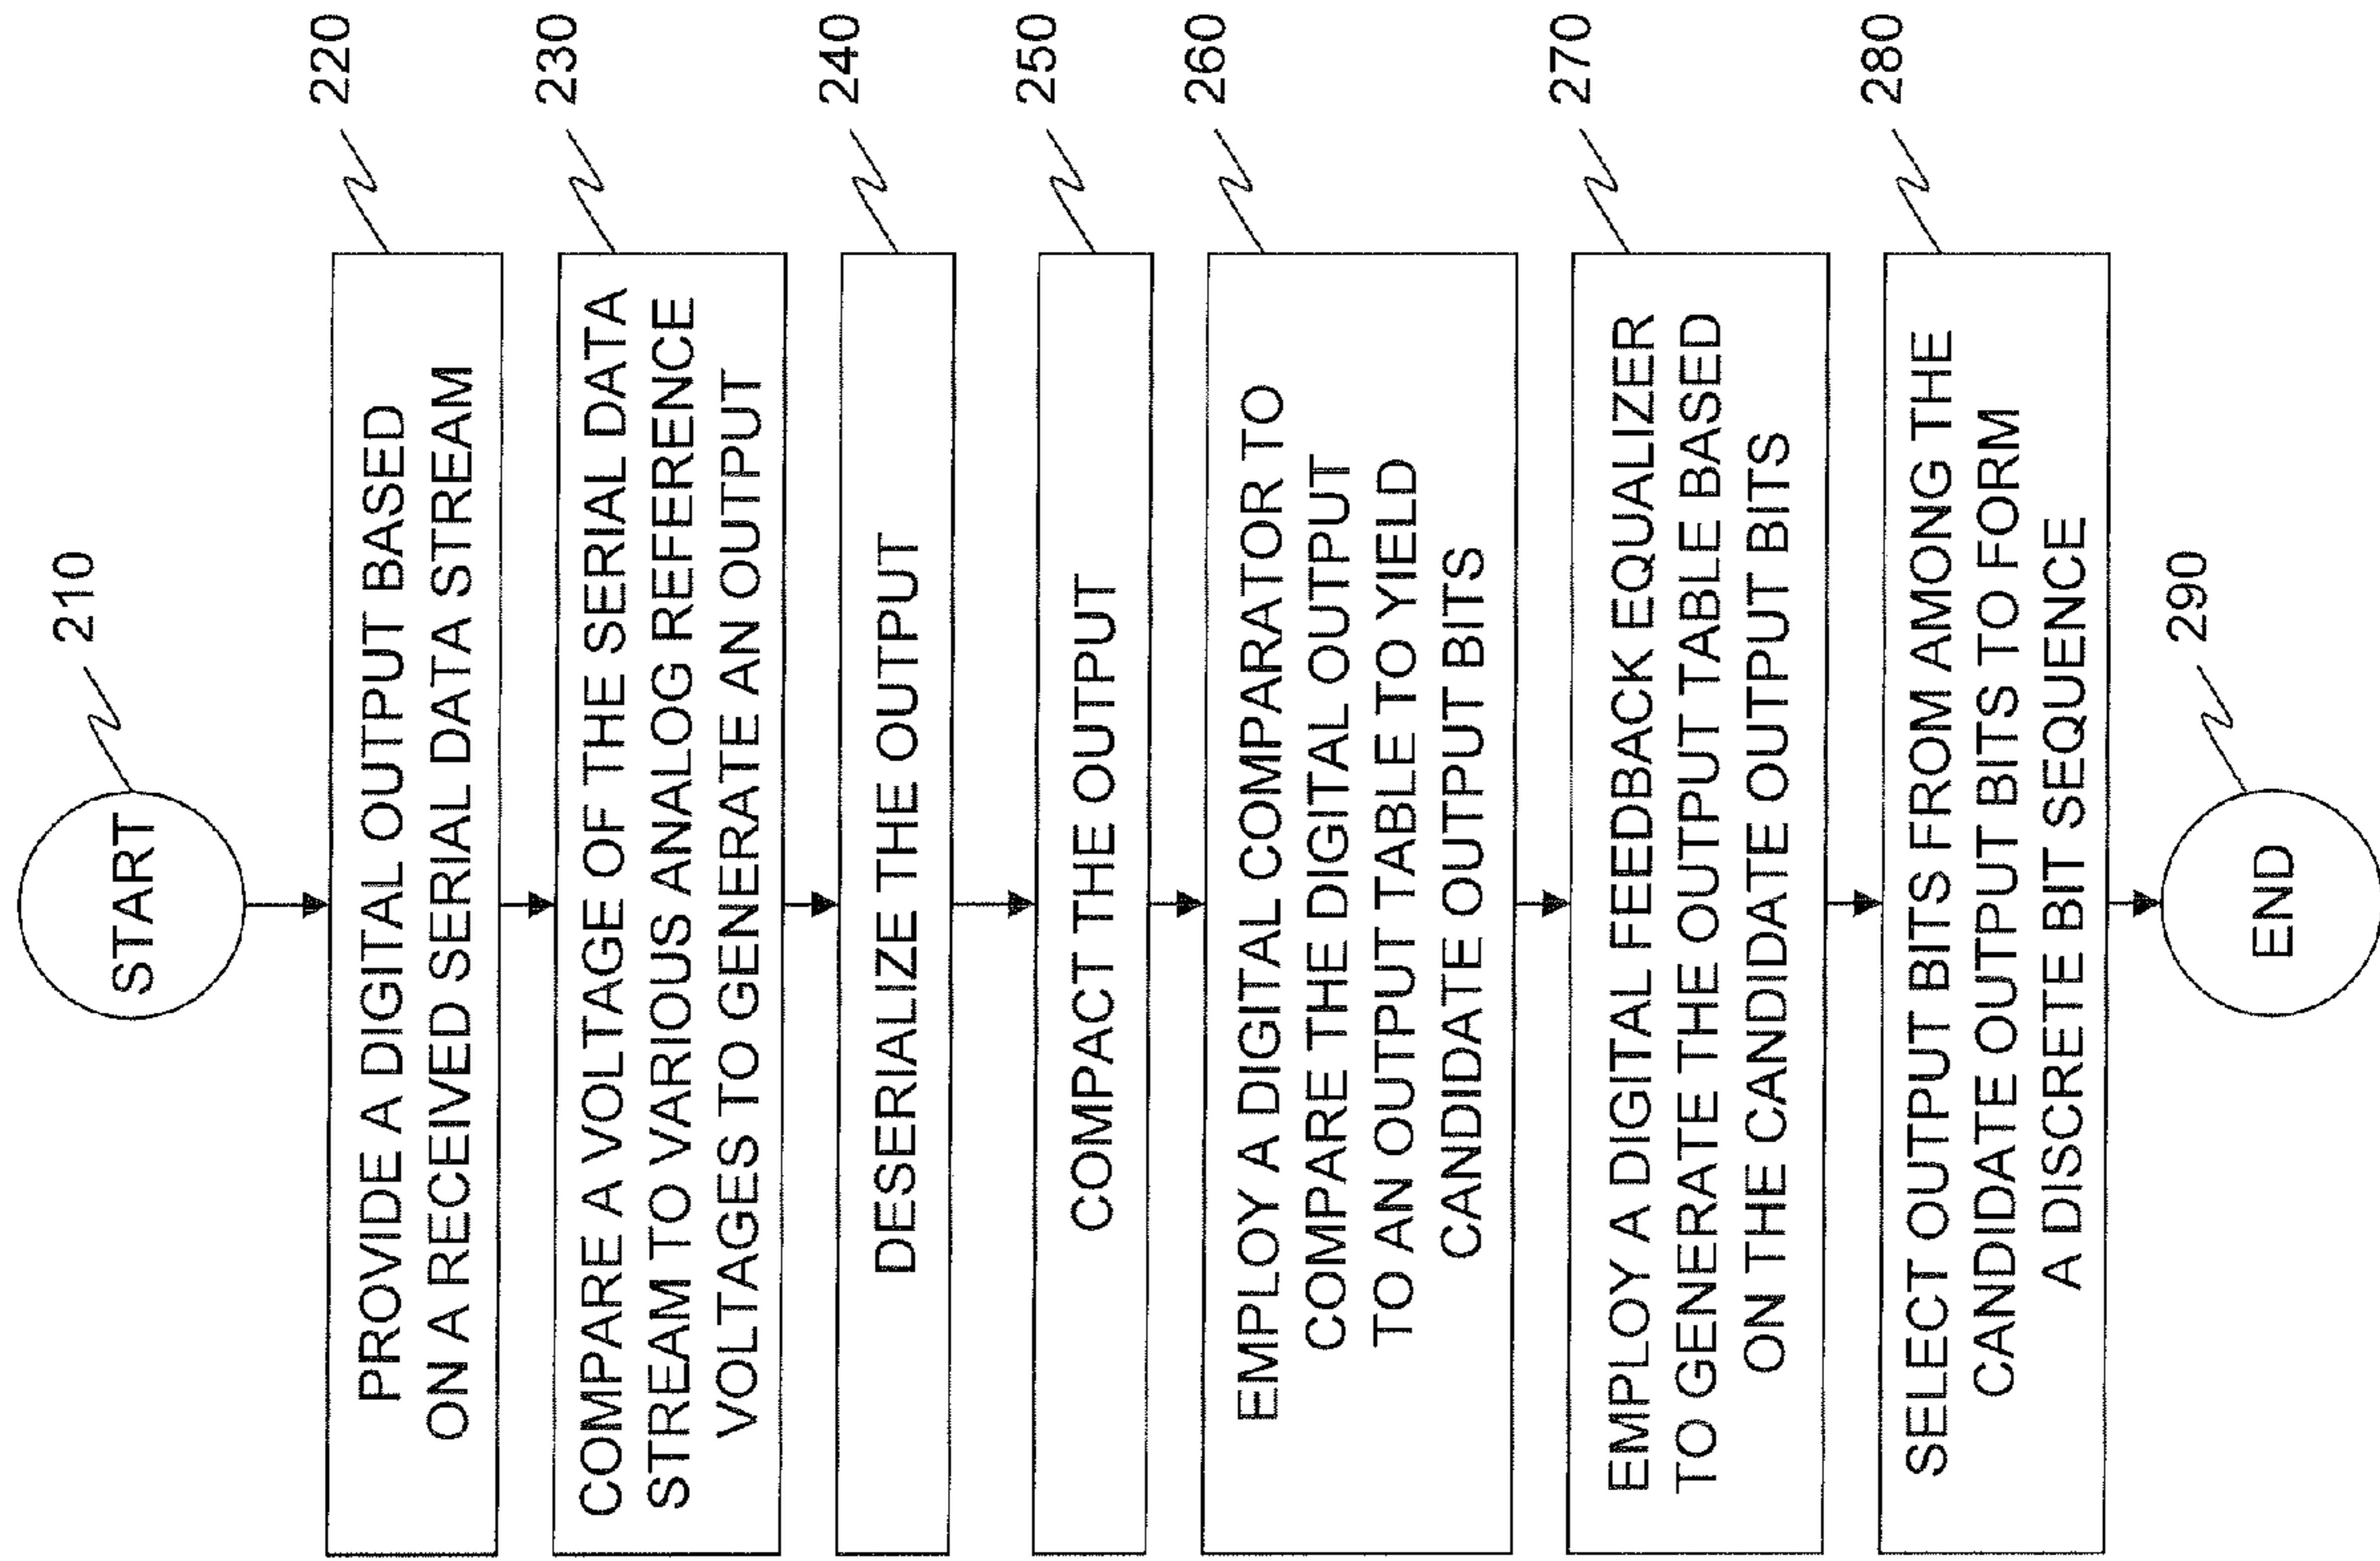 START
210
PROVIDE A DIGITAL OUTPUT BASED
ON A RECEIVED SERIAL DATA STREAM
220
COMPARE A VOLTAGE OF THE SERIAL DATA
STREAM TO VARIOUS ANALOG REFERENCE
VOLTAGES TO GENERATE AN OUTPUT
230
DESERIALIZE THE OUTPUT
240
COMPACT THE OUTPUT
250
EMPLOY A DIGITAL COMPARATOR TO
COMPARE THE DIGITAL OUTPUT
TO AN OUTPUT TABLE TO YIELD
CANDIDATE OUTPUT BITS
260
EMPLOY A DIGITAL FEEDBACK EQUALIZER
TO GENERATE THE OUTPUT TABLE BASED
ON THE CANDIDATE OUTPUT BITS
270
SELECT OUTPUT BITS FROM AMONG THE
CANDIDATE OUTPUT BITS TO FORM
A DISCRETE BIT SEQUENCE
280
END
290